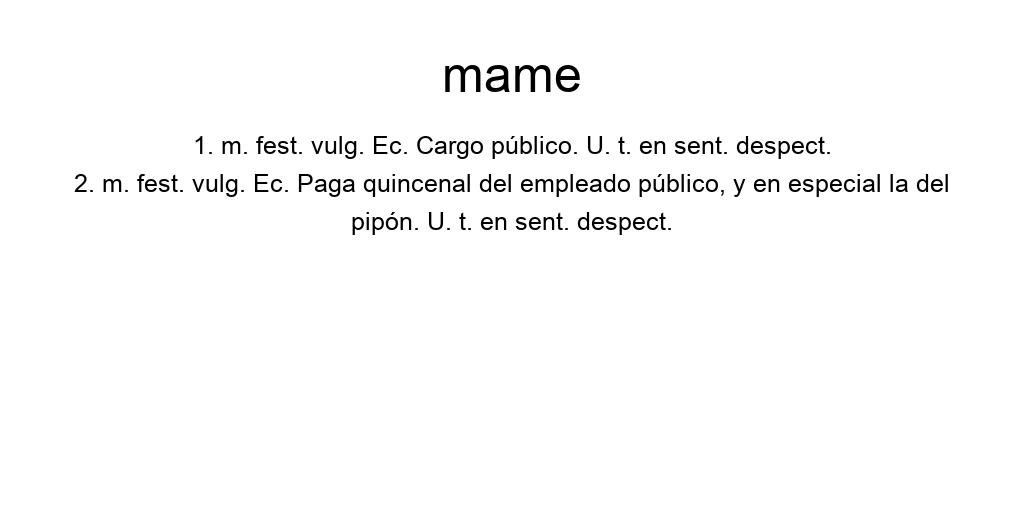 mame
1. m. fest. vulg. Ec. Cargo público. U. t. en sent. despect.
2. m. fest. vulg. Ec. Paga quincenal del empleado público, y en especial la del
pipón. U. t. en sent. despect.